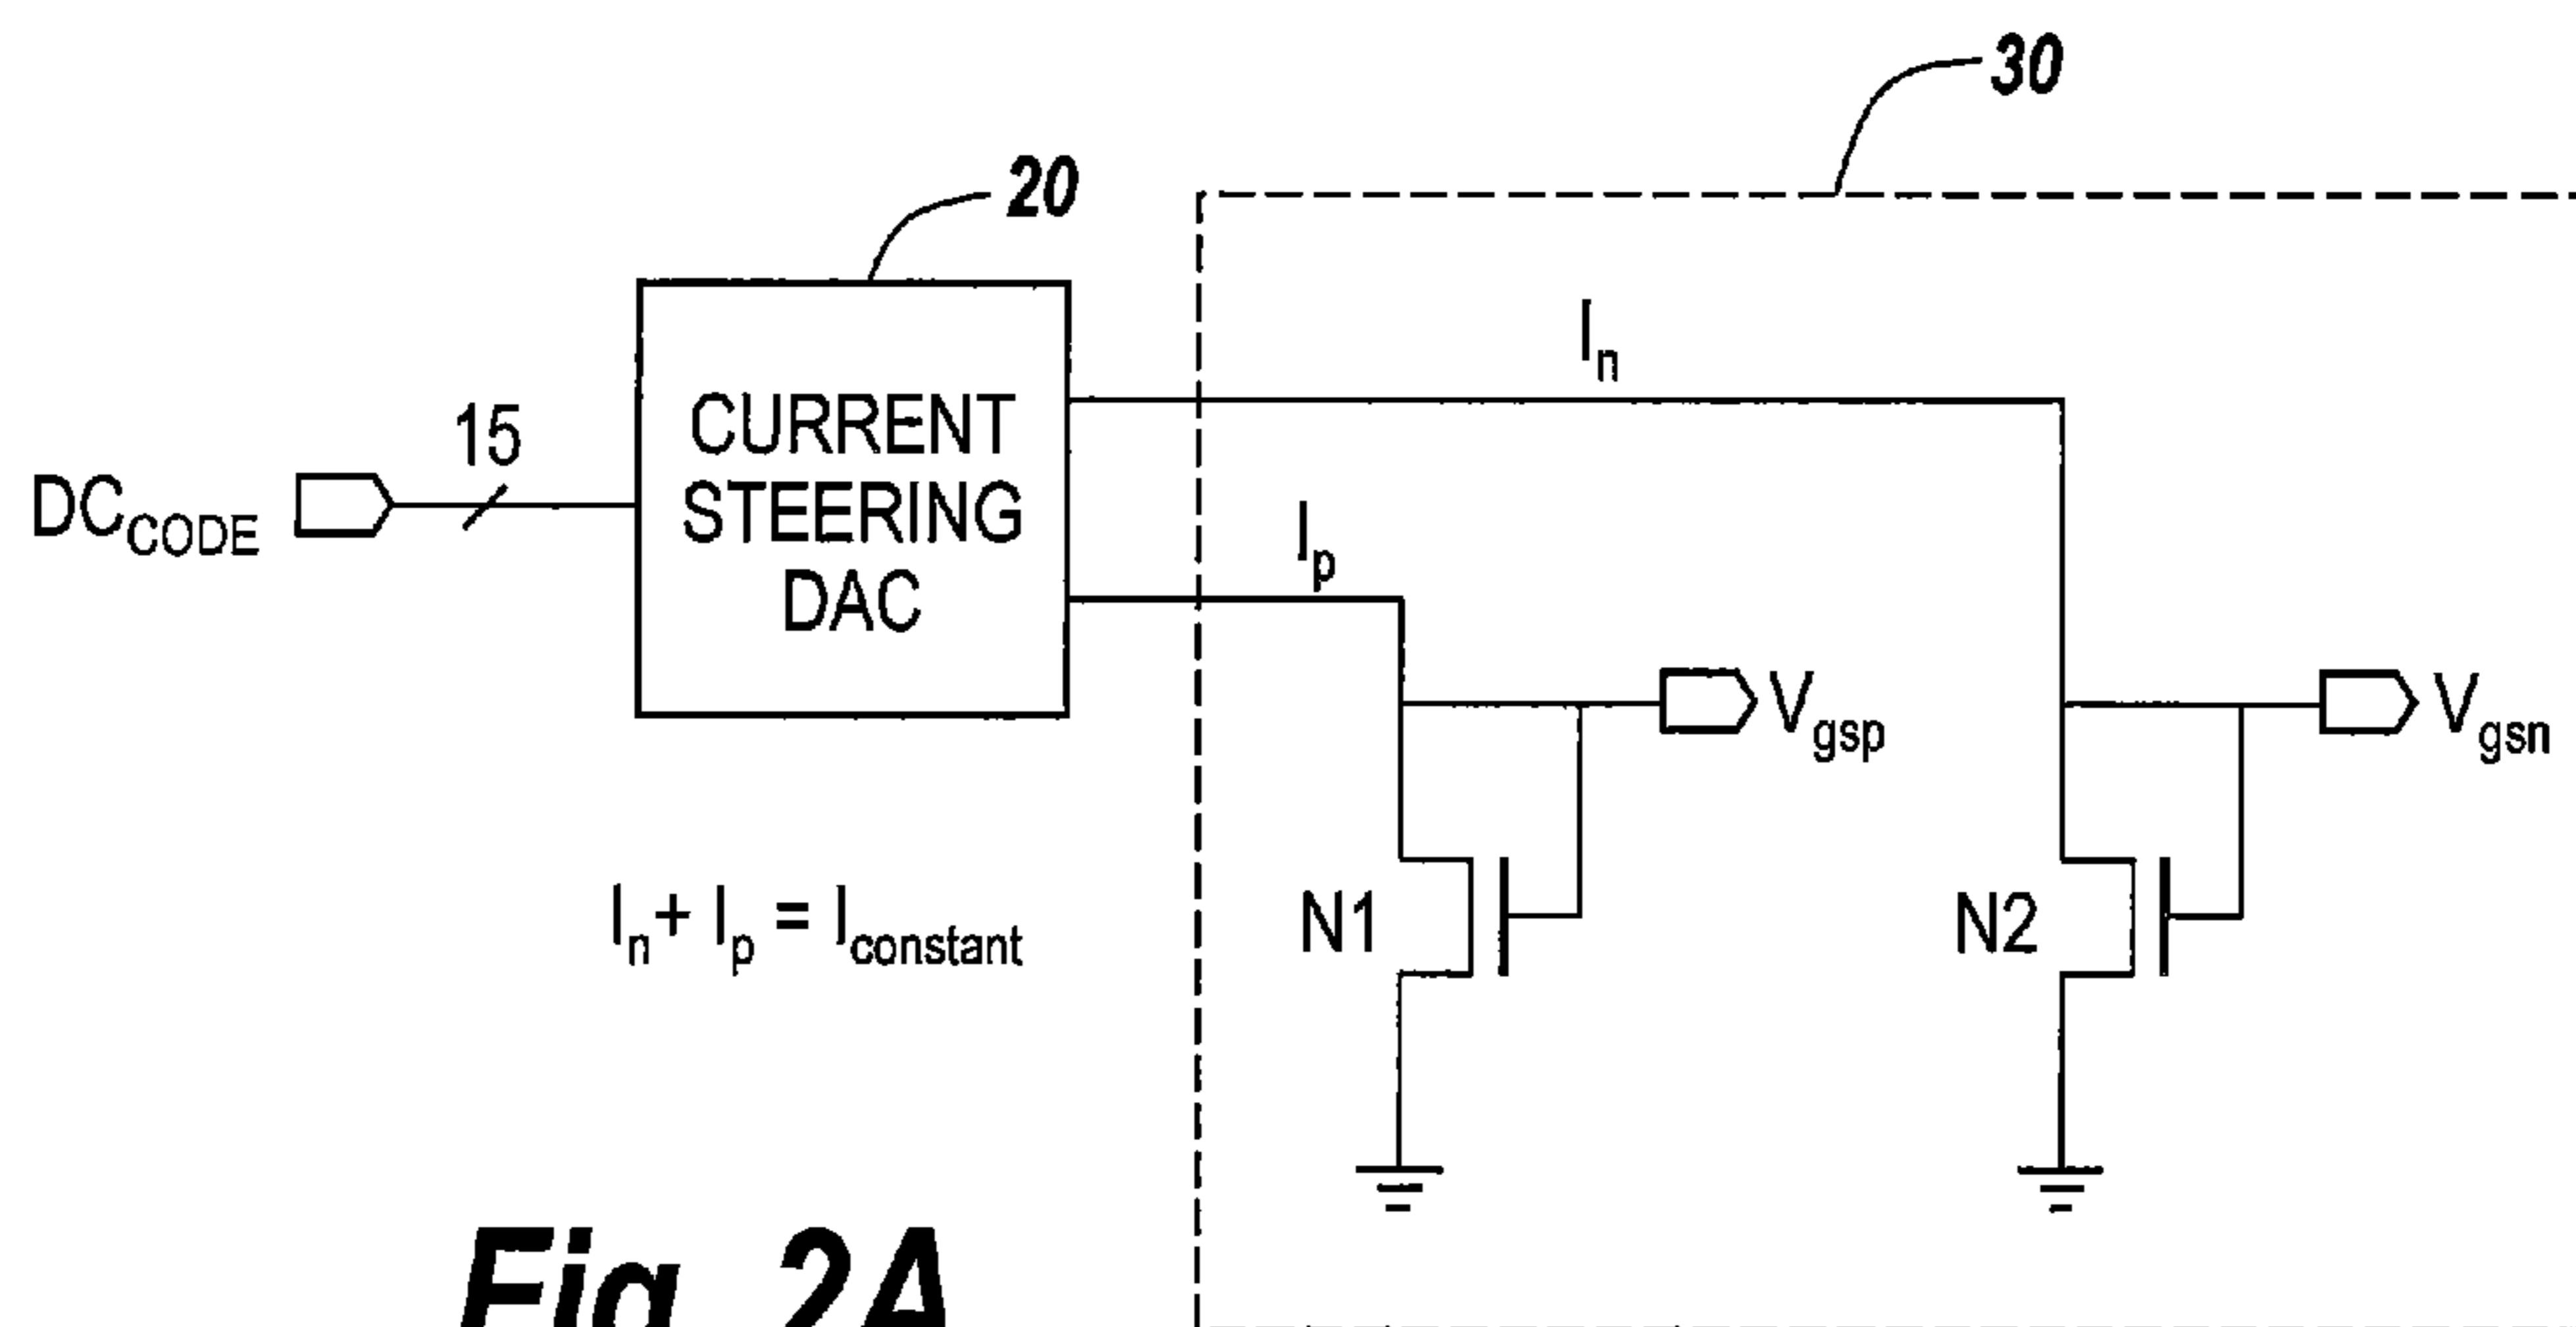 30
20
I_n
15
CURRENT
STEERING
DAC
DC_CODE
I_p
V_gsp
V_gsn
I_n + I_p = I_constant
N1
N2
Fig. 2A